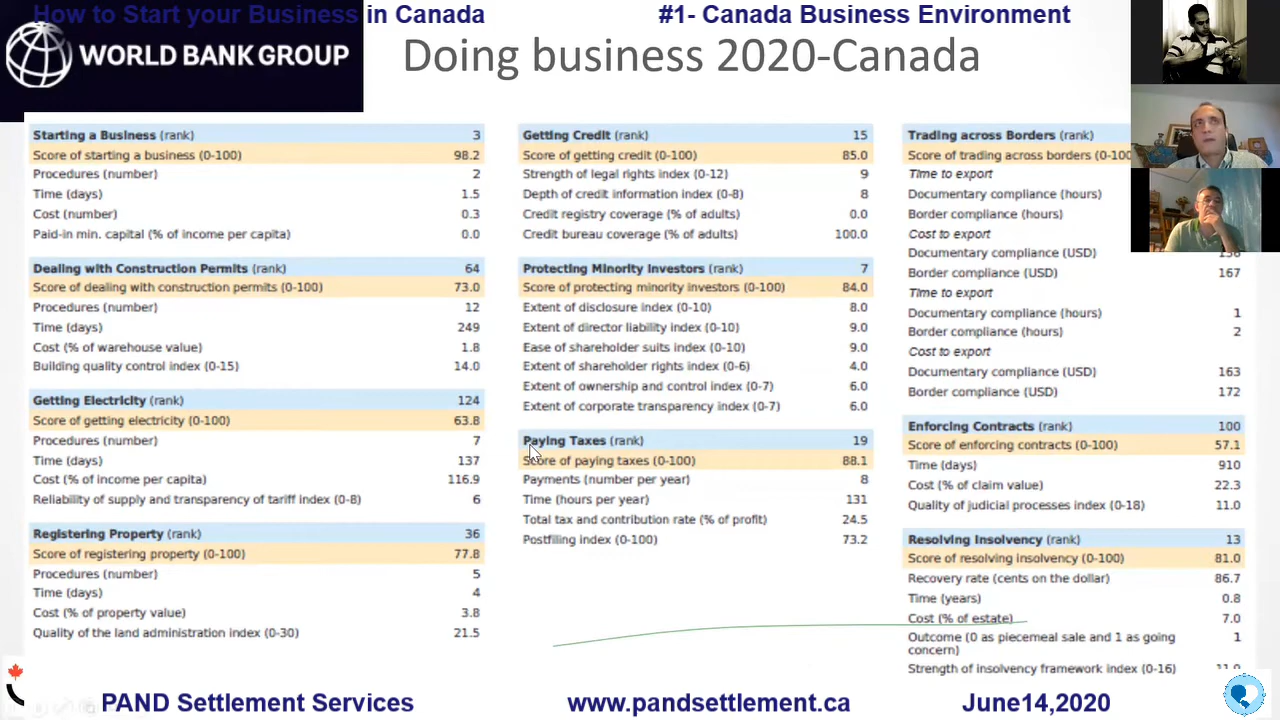 How to Start your Business in Canada
#1- Canada Business Environment
WORLD BANK GROUP
Doing business 2020-Canada
Starting a Business (rank) 3
Score of starting a business (0-100) 98.2
Procedures (number) 2
Time (days) 1.5
Cost (number) 0.3
Paid-in min. capital (% of income per capita) 0.0
Dealing with Construction Permits (rank) 64
Score of dealing with construction permits (0-100) 73.0
Procedures (number) 12
Time (days) 249
Cost (% of warehouse value) 1.8
Building quality control index (0-15) 14.0
Getting Electricity (rank) 124
Score of getting electricity (0-100) 63.8
Procedures (number) 7
Time (days) 137
Cost (% of income per capita) 116.9
Reliability of supply and transparency of tariff index (0-8) 6
Registering Property (rank) 36
Score of registering property (0-100) 77.8
Procedures (number) 5
Time (days) 4
Cost (% of property value) 3.8
Quality of the land administration index (0-30) 21.5
Getting Credit (rank) 15
Score of getting credit (0-100) 85.0
Strength of legal rights index (0-12) 9
Depth of credit information index (0-8) 8
Credit registry coverage (% of adults) 0.0
Credit bureau coverage (% of adults) 100.0
Protecting Minority Investors (rank) 7
Score of protecting minority investors (0-100) 84.0
Extent of disclosure index (0-10) 8.0
Extent of director liability index (0-10) 9.0
Ease of shareholder suits index (0-10) 9.0
Extent of shareholder rights index (0-6) 4.0
Extent of ownership and control index (0-7) 6.0
Extent of corporate transparency index (0-7) 6.0
Paying Taxes (rank) 19
Score of paying taxes (0-100) 88.1
Payments (number per year) 8
Time (hours per year) 131
Total tax and contribution rate (% of profit) 24.5
Postfiling index (0-100) 73.2
Trading across Borders (rank)
Score of trading across borders (0-100
Time to export
Documentary compliance (hours)
Border compliance (hours)
Cost to export
Documentary compliance (USD)
Border compliance (USD) 167
Time to export
Documentary compliance (hours) 1
Border compliance (hours) 2
Cost to export
Documentary compliance (USD) 163
Border compliance (USD) 172
Enforcing Contracts (rank) 100
Score of enforcing contracts (0-100) 57.1
Time (days) 910
Cost (% of claim value) 22.3
Quality of judicial processes index (0-18) 11.0
Resolving Insolvency (rank) 13
Score of resolving insolvency (0-100) 81.0
Recovery rate (cents on the dollar) 86.7
Time (years) 0.8
Cost (% of estate) 7.0
Outcome (0 as piecemeal sale and 1 as going 1
concern)
Strength of insolvency framework index (0-16)
PAND Settlement Services
www.pandsettlement.ca
June14,2020